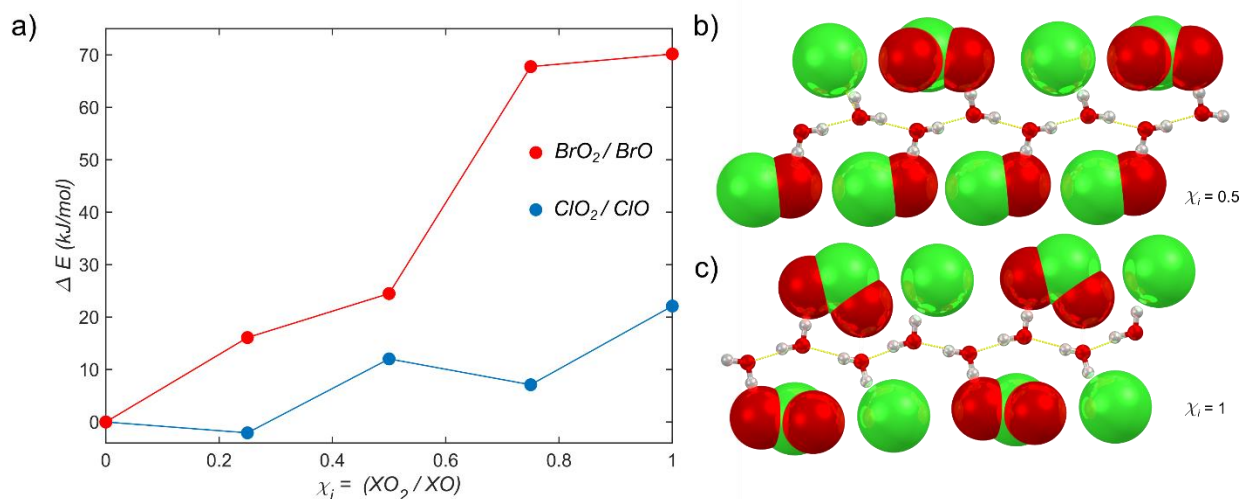 a)
70
60
50
40
30
20
10
0
Δ E (kJ/mol)
BrO₂ / BrO
ClO₂ / ClO
0
0.2
0.4
0.6
0.8
1
χᵢ = (XO₂ / XO)
b)
χᵢ = 0.5
c)
χᵢ = 1